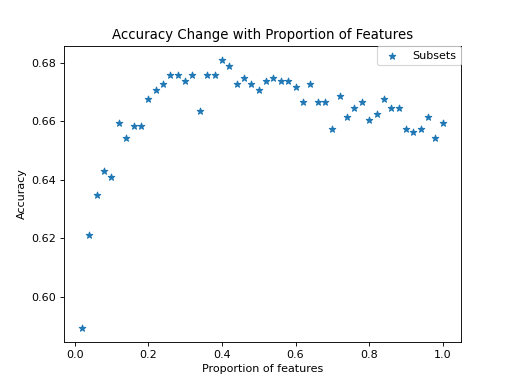 Accuracy Change with Proportion of Features
Subsets
0.68
0.66
0.64
0.62
0.60
Accuracy
0.0 0.2 0.4 0.6 0.8 1.0
Proportion of features